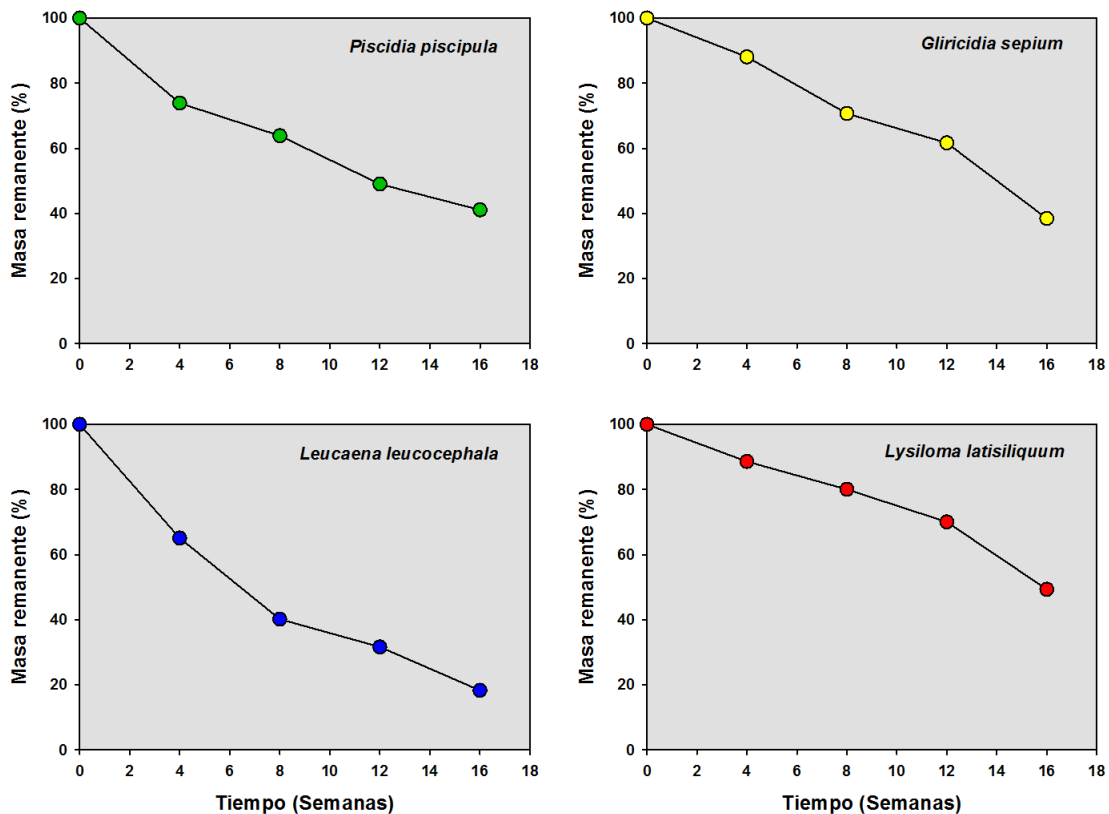 Piscidia piscipula
Masa remanente (%)
100
80
60
40
20
0
0 2 4 6 8 10 12 14 16 18
Gliricidia sepium
Masa remanente (%)
100
80
60
40
20
0
0 2 4 6 8 10 12 14 16 18
Leucaena leucocephala
Masa remanente (%)
100
80
60
40
20
0
0 2 4 6 8 10 12 14 16 18
Tiempo (Semanas)
Lysiloma latisiliquum
Masa remanente (%)
100
80
60
40
20
0
0 2 4 6 8 10 12 14 16 18
Tiempo (Semanas)